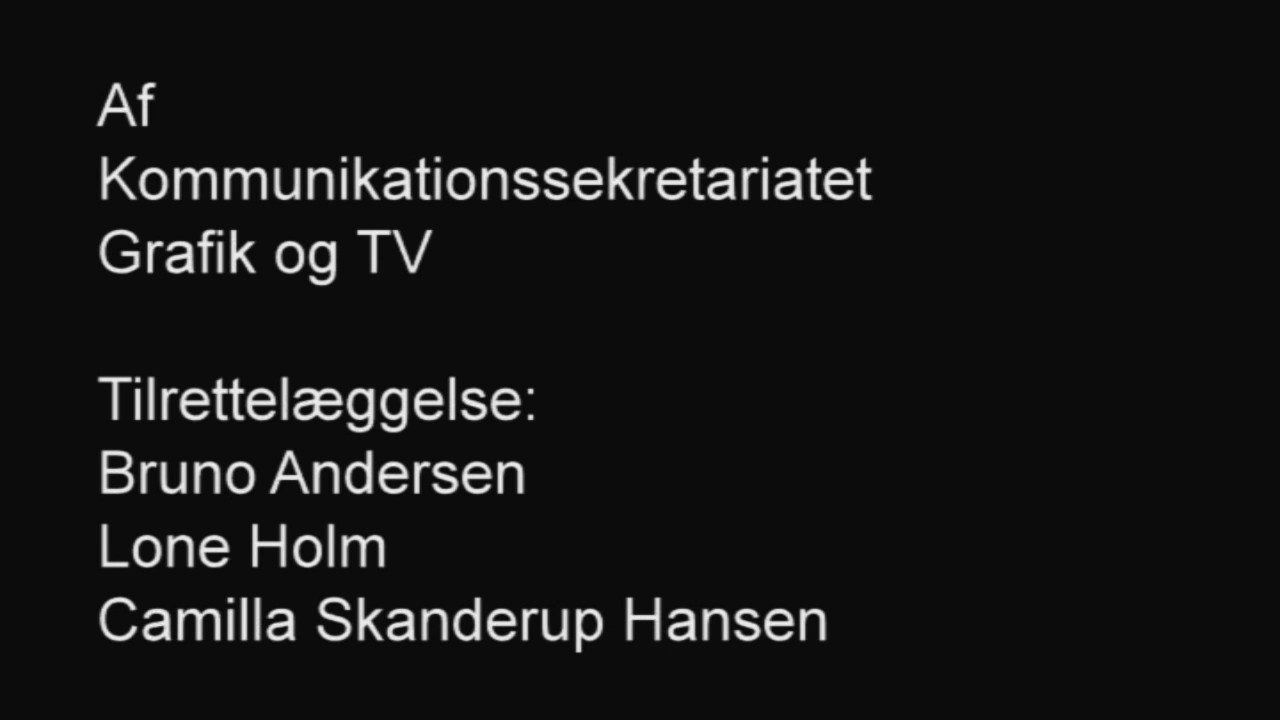 Af
Kommunikationssekretariatet
Grafik og TV
Tilrettelæggelse:
Bruno Andersen
Lone Holm
Camilla Skanderup Hansen